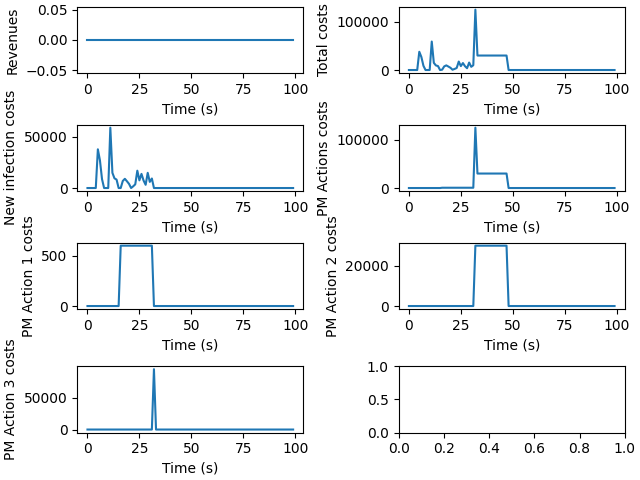 Revenues
0.05
0.00
−0.05
0 25 50 75 100
Time (s)
Total costs
100000
0
0 25 50 75 100
Time (s)
New infection costs
50000
0
0 25 50 75 100
Time (s)
PM Actions costs
100000
0
0 25 50 75 100
Time (s)
PM Action 1 costs
500
0
0 25 50 75 100
Time (s)
PM Action 2 costs
20000
0
0 25 50 75 100
Time (s)
PM Action 3 costs
50000
0
0 25 50 75 100
Time (s)
1.0
0.5
0.0
0.0 0.2 0.4 0.6 0.8 1.0